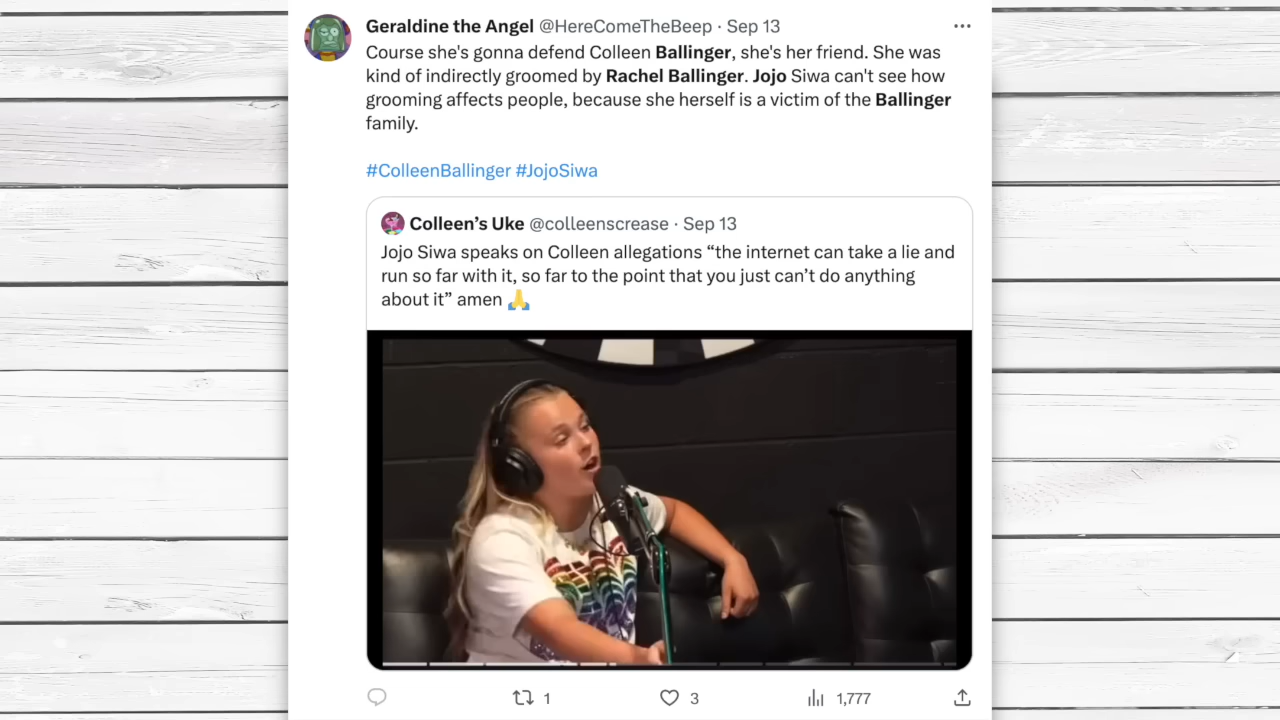 Geraldine the Angel @HereComeTheBeep · Sep 13
Course she's gonna defend Colleen Ballinger, she's her friend. She was
kind of indirectly groomed by Rachel Ballinger. Jojo Siwa can't see how
grooming affects people, because she herself is a victim of the Ballinger
family.
#ColleenBallinger #JojoSiwa
Colleen’s Uke @colleenscrease · Sep 13
Jojo Siwa speaks on Colleen allegations “the internet can take a lie and
run so far with it, so far to the point that you just can’t do anything
about it” amen 🙏
1
3
1,777